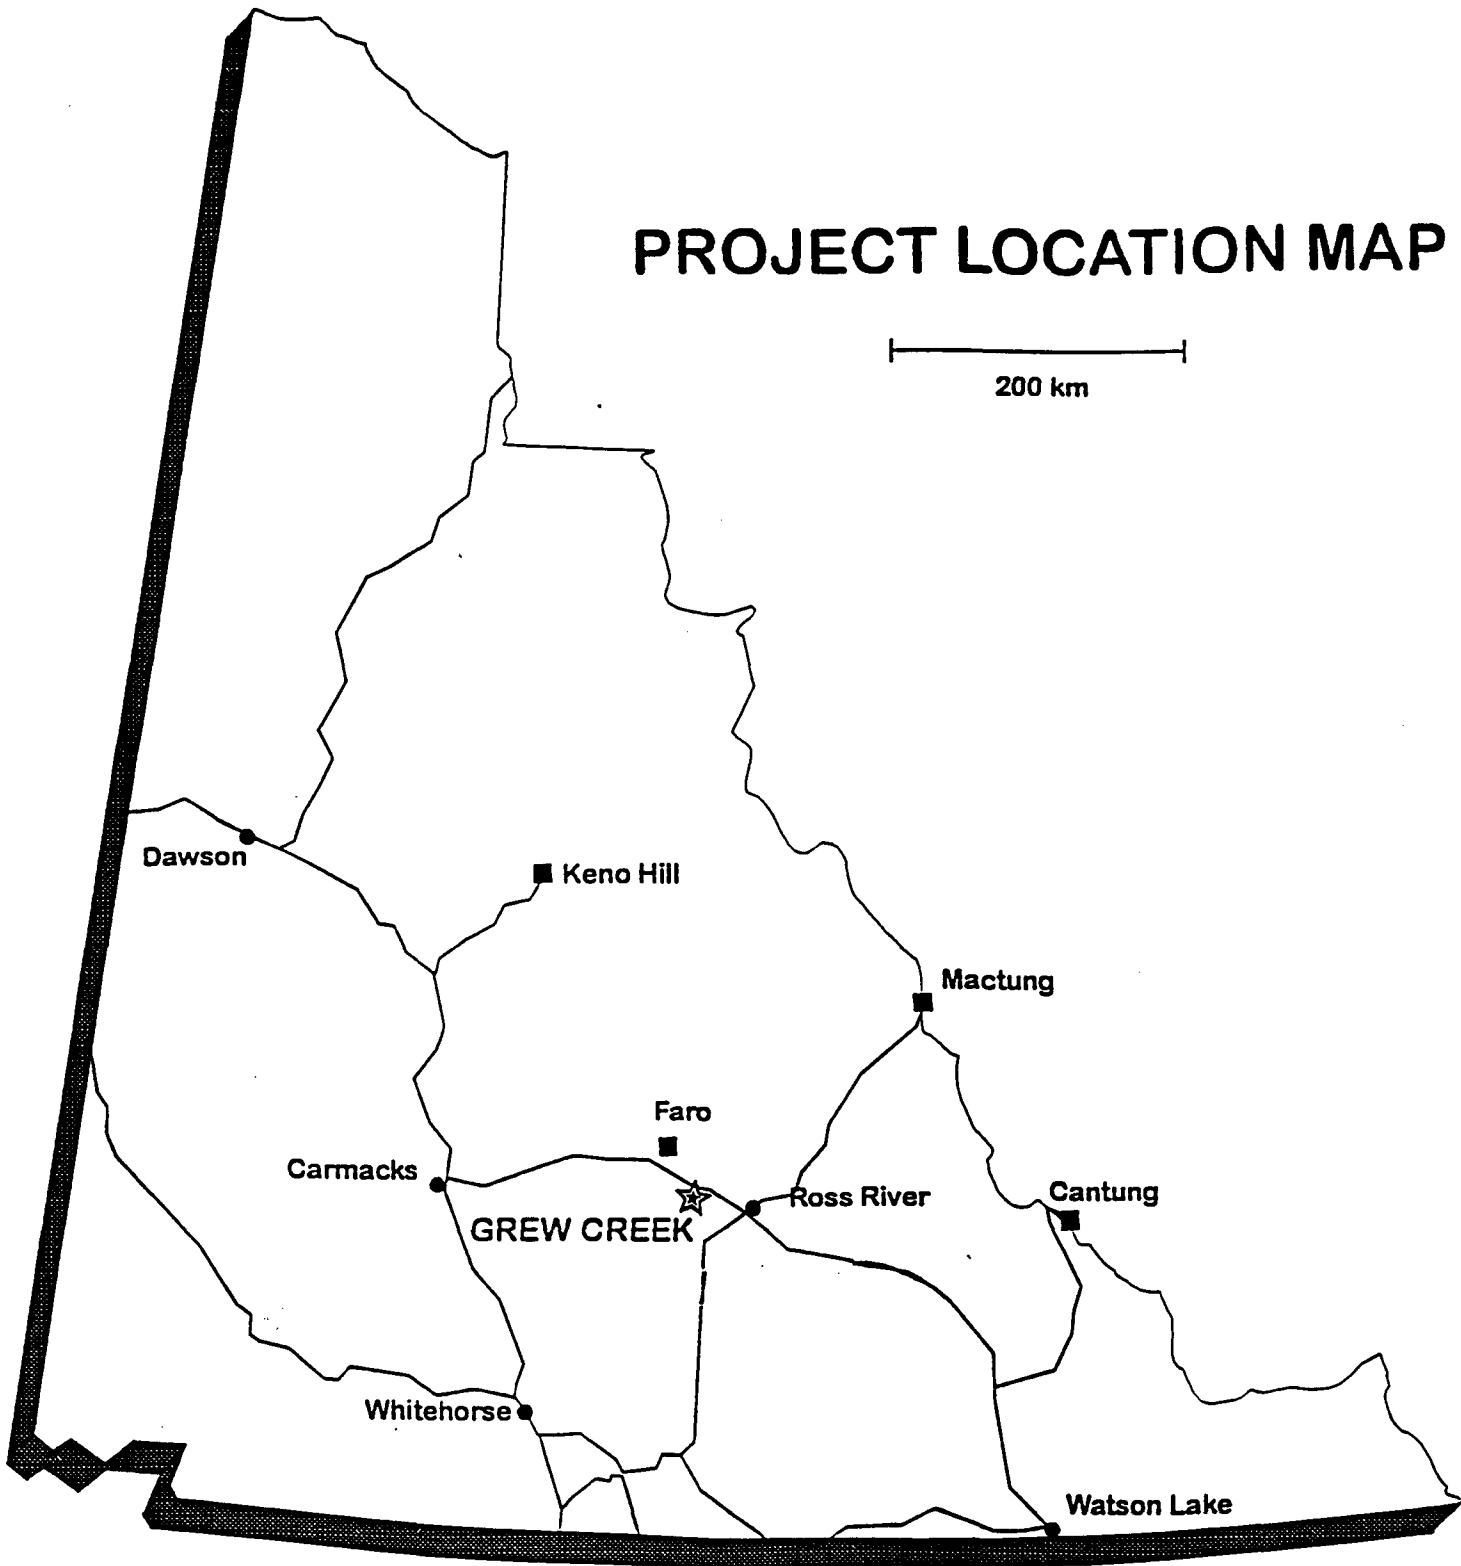 PROJECT LOCATION MAP
200 km
Dawson
Keno Hill
Mactung
Faro
Carmacks
Ross River
Cantung
GREW CREEK
Whitehorse
Watson Lake